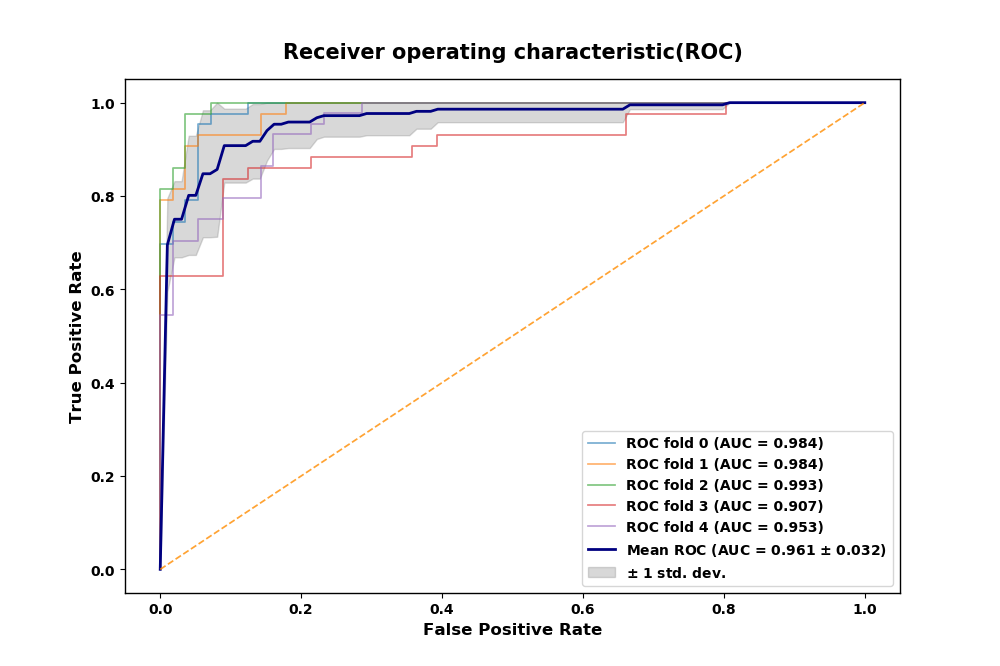 Receiver operating characteristic(ROC)
True Positive Rate
1.0
0.8
0.6
0.4
0.2
0.0
ROC fold 0 (AUC = 0.984)
ROC fold 1 (AUC = 0.984)
ROC fold 2 (AUC = 0.993)
ROC fold 3 (AUC = 0.907)
ROC fold 4 (AUC = 0.953)
Mean ROC (AUC = 0.961 ± 0.032)
± 1 std. dev.
0.0 0.2 0.4 0.6 0.8 1.0
False Positive Rate